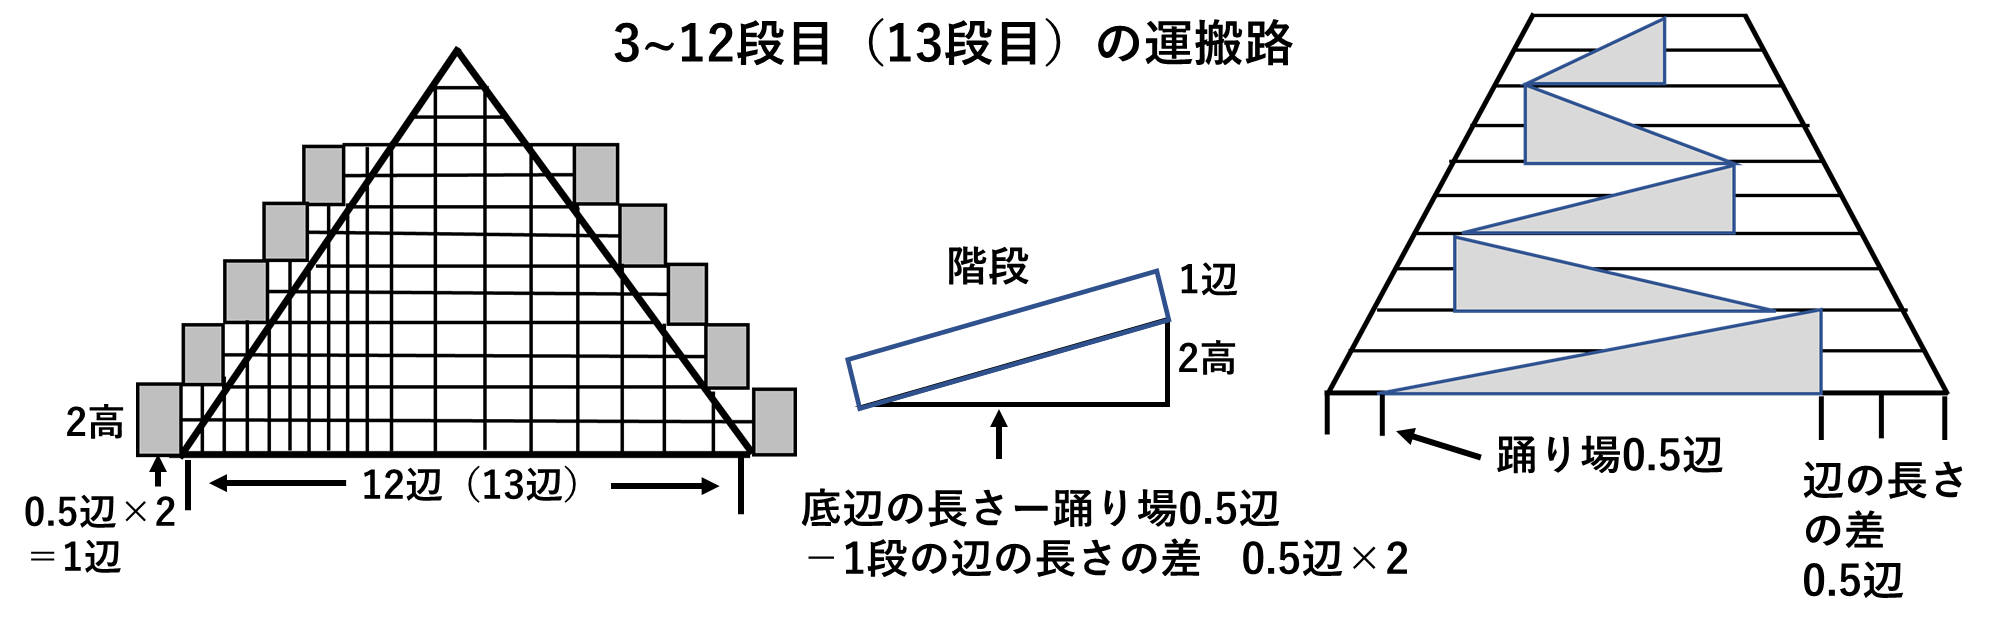 3~12段目（13段目）の運搬路
階段
1辺
2高
2高
12辺（13辺）
0.5辺×2
＝1辺
底辺の長さー踊り場0.5辺
－1段の辺の長さの差　0.5辺×2
踊り場0.5辺
辺の長さ
の差
0.5辺